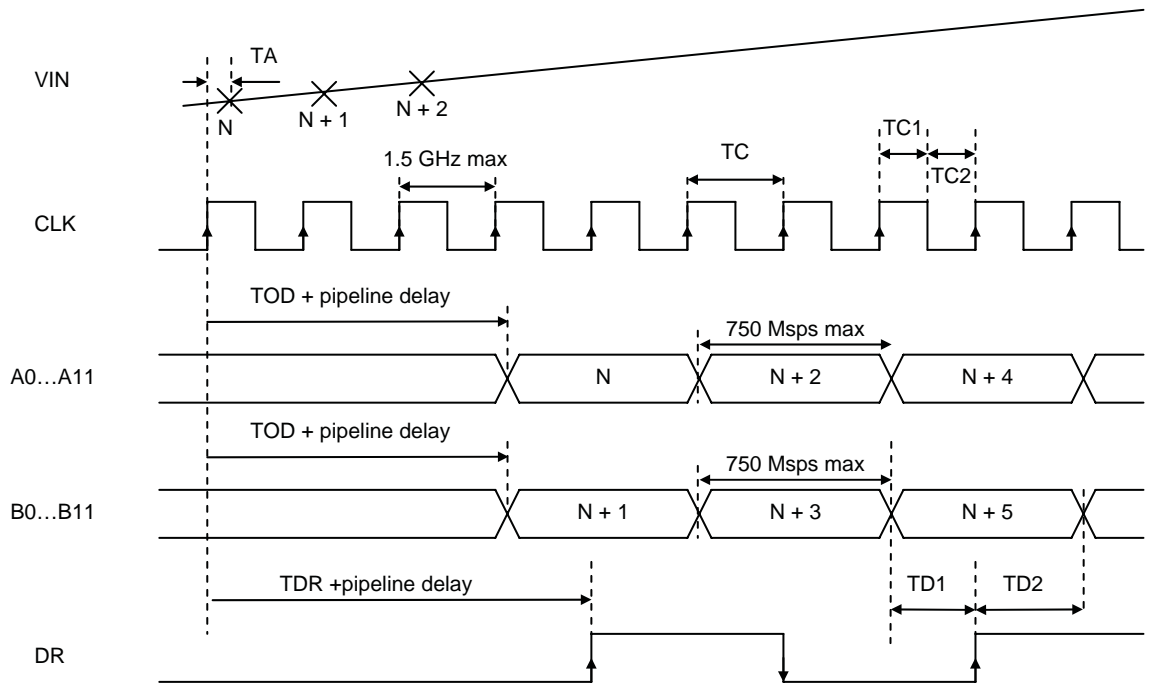 TA
VIN
N
N + 1
N + 2
TC1
1.5 GHz max
TC
TC2
CLK
TOD + pipeline delay
750 Msps max
A0…A11
N
N + 2
N + 4
TOD + pipeline delay
750 Msps max
B0…B11
N + 1
N + 3
N + 5
TDR +pipeline delay
TD1
TD2
DR